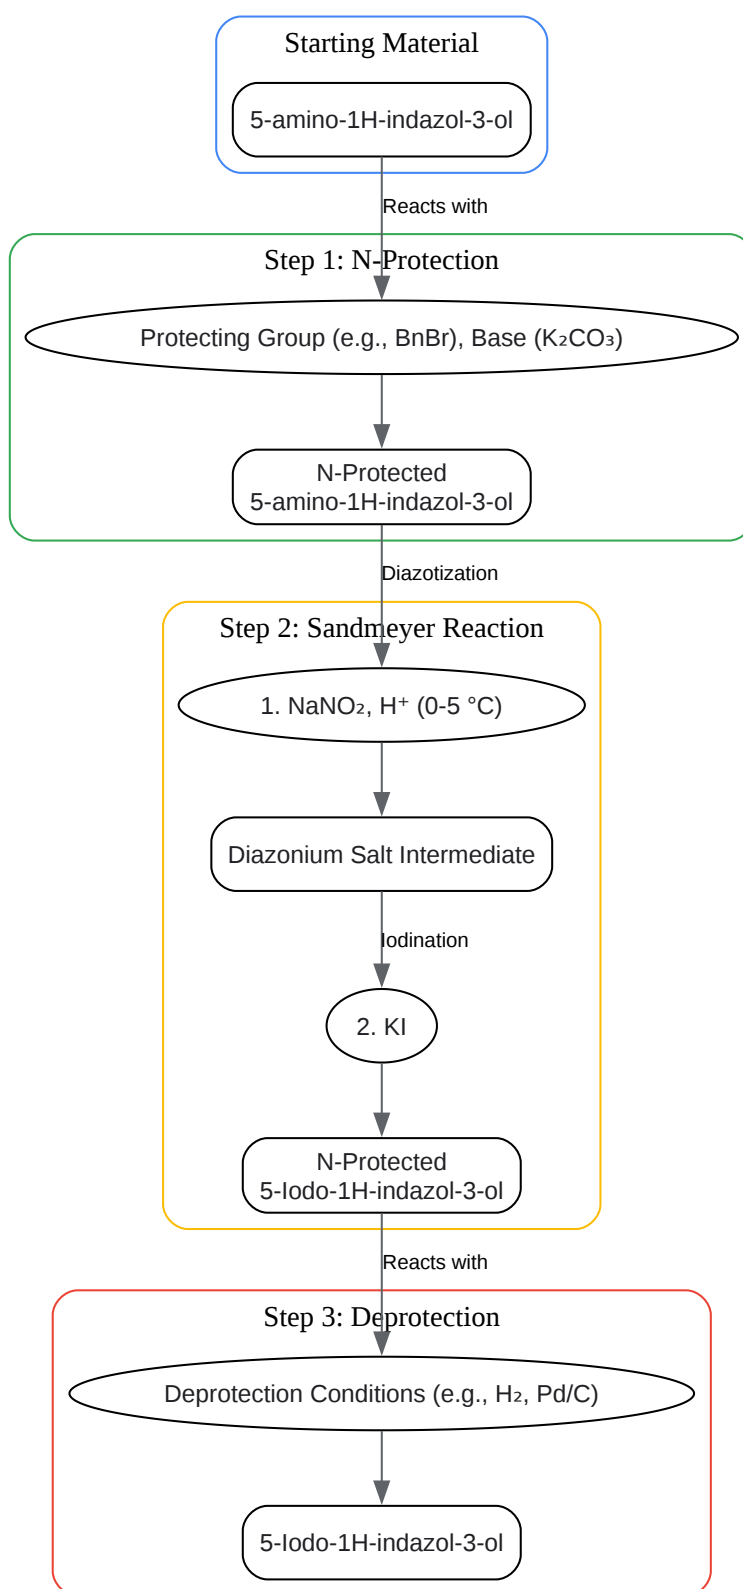 Starting Material
5-amino-1H-indazol-3-ol
Reacts with
Step 1: N-Protection
Protecting Group (e.g., BnBr), Base (K₂CO₃)
N-Protected
5-amino-1H-indazol-3-ol
Diazotization
Step 2: Sandmeyer Reaction
1. NaNO₂, H⁺ (0-5 °C)
Diazonium Salt Intermediate
Iodination
2. KI
N-Protected
5-Iodo-1H-indazol-3-ol
Reacts with
Step 3: Deprotection
Deprotection Conditions (e.g., H₂, Pd/C)
5-Iodo-1H-indazol-3-ol